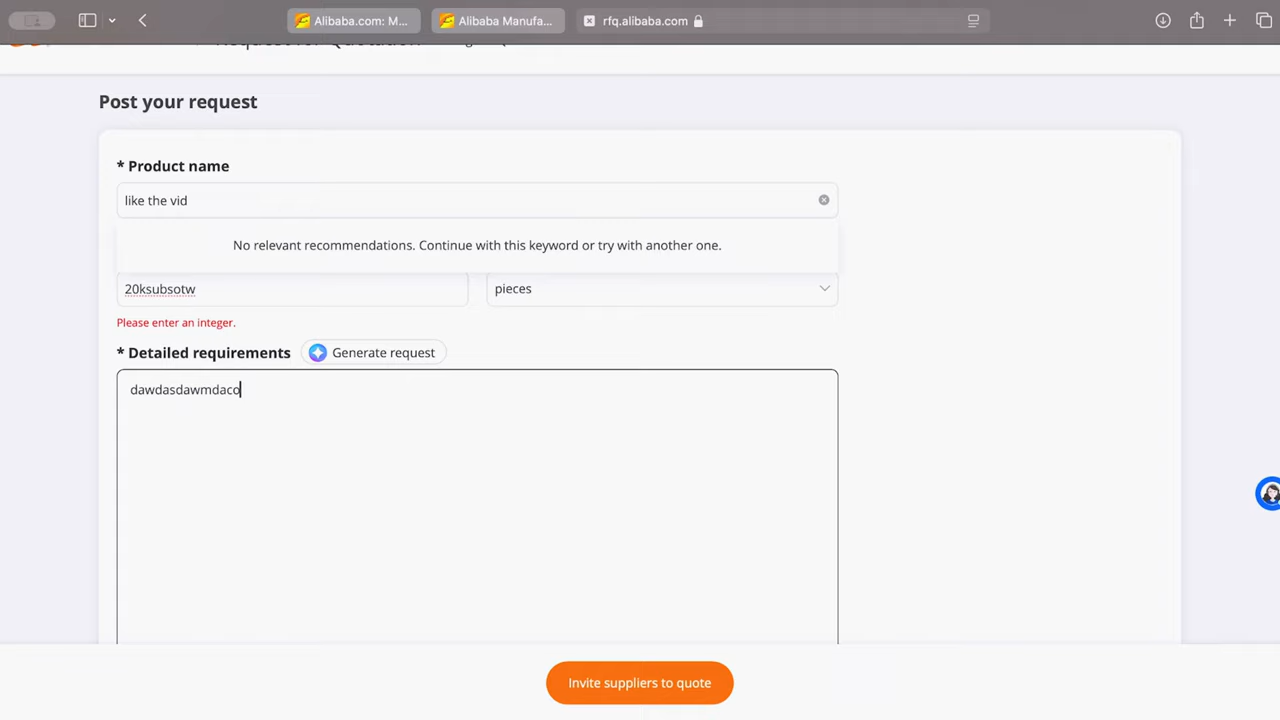 Alibaba.com: M...
Alibaba Manufa...
rfq.alibaba.com
Post your request
* Product name
like the vid
No relevant recommendations. Continue with this keyword or try with another one.
20ksubsotw
pieces
Please enter an integer.
* Detailed requirements
Generate request
dawdasdawmdaco
Invite suppliers to quote